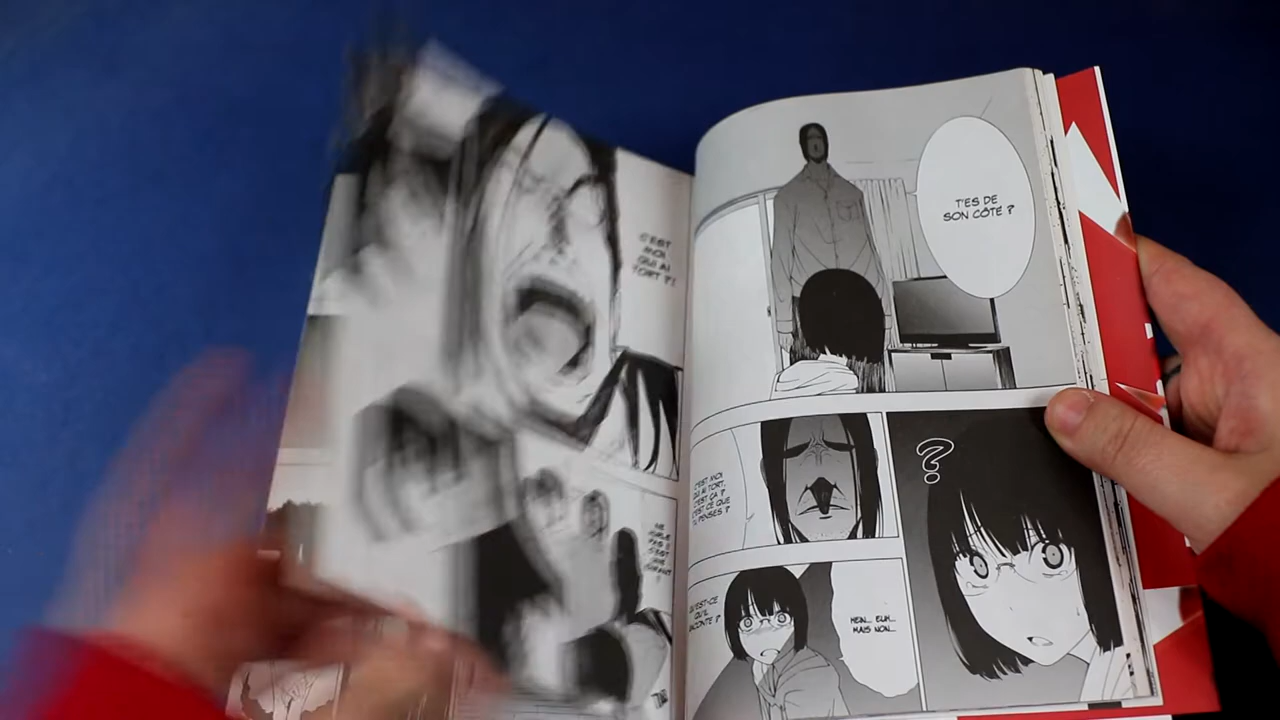 C'EST
MOI
QUI AI
TORT ?!
T'ES DE
SON CÔTÉ ?
C'EST MOI
QUI AI TORT,
C'EST ÇA ?
C'EST CE QUE
TU PENSES ?
?
QU'EST-CE
QU'IL
RACONTE ?
HEIN... EUH...
MAIS NON...